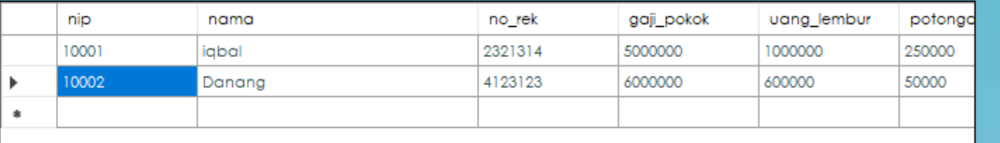 nip nama no_rek gaji_pokok uang_lembur potonga
10001 iqbal 2321314 5000000 1000000 250000
10002 Danang 4123123 6000000 600000 50000